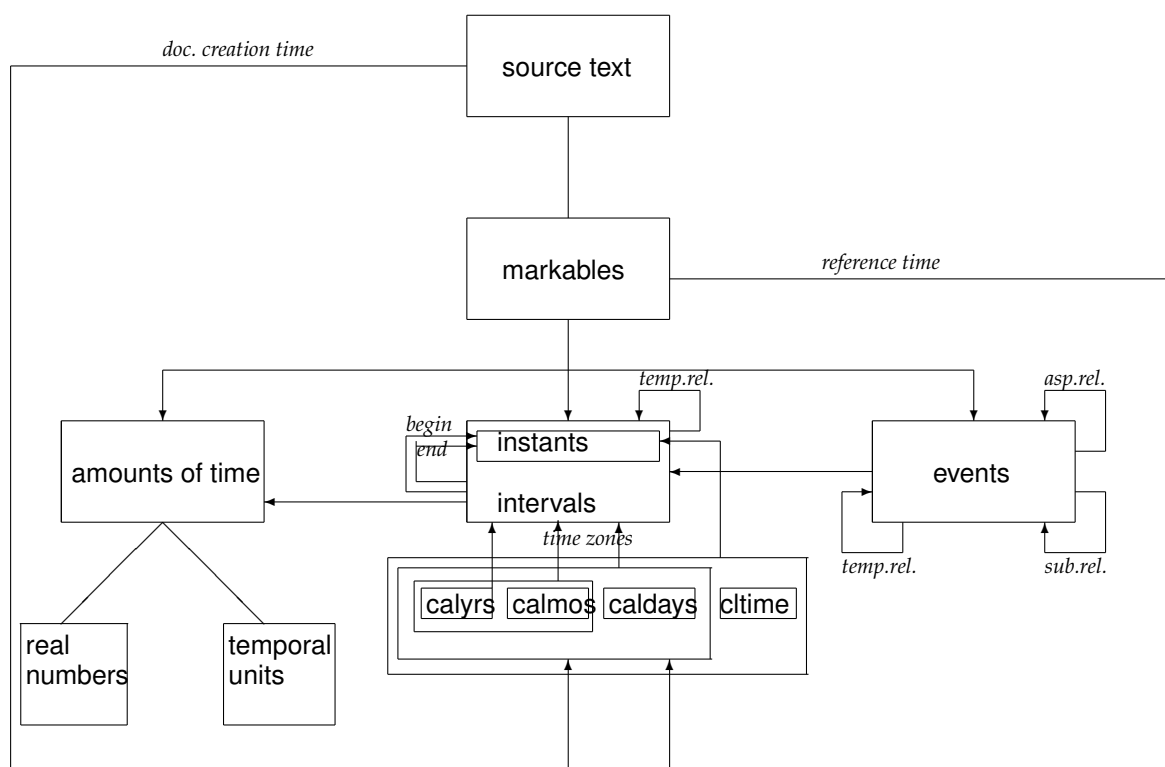 doc. creation time
source text
markables
reference time
temp.rel.
asp.rel.
begin
end
instants
amounts of time
events
intervals
time zones
temp.rel.
sub.rel.
calyrs
calmos
caldays
cltime
real
numbers
temporal
units